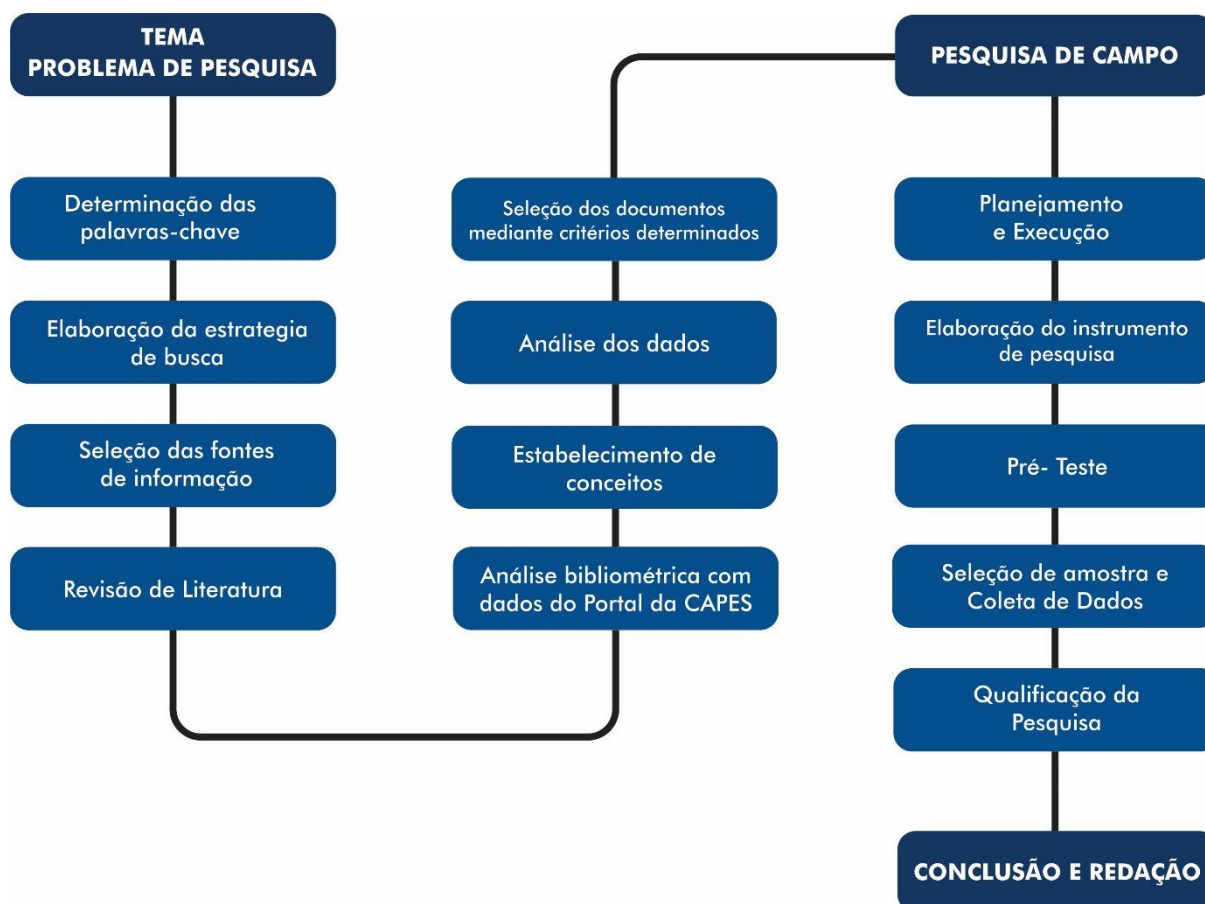 TEMA
PROBLEMA DE PESQUISA
Determinação das
palavras-chave
Elaboração da estrategia
de busca
Seleção das fontes
de informação
Revisão de Literatura
Seleção dos documentos
mediante critérios determinados
Análise dos dados
Estabelecimento de
conceitos
Análise bibliométrica com
dados do Portal da CAPES
PESQUISA DE CAMPO
Planejamento
e Execução
Elaboração do instrumento
de pesquisa
Pré- Teste
Seleção de amostra e
Coleta de Dados
Qualificação da
Pesquisa
CONCLUSÃO E REDAÇÃO